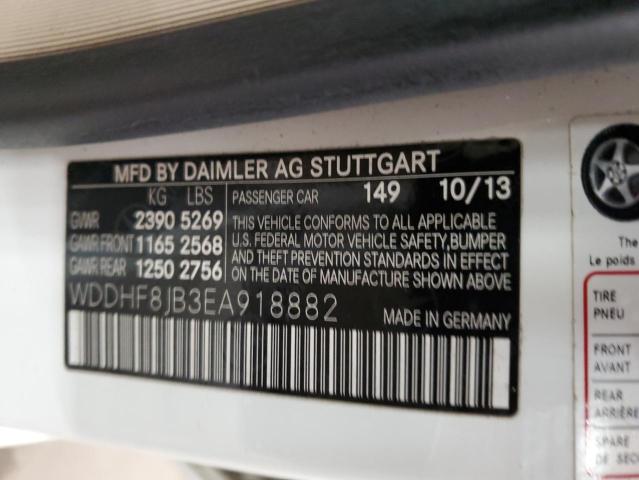 MFD BY DAIMLER AG STUTTGART
KG LBS
GVWR 2390 5269
GAWR FRONT 1165 2568
GAWR REAR 1250 2756
PASSENGER CAR 149 10/13
THIS VEHICLE CONFORMS TO ALL APPLICABLE
U.S. FEDERAL MOTOR VEHICLE SAFETY,BUMPER
AND THEFT PREVENTION STANDARDS IN EFFECT
ON THE DATE OF MANUFACTURE SHOWN ABOVE
WDDHF8JB3EA918882
MADE IN GERMANY
Le poids
TIRE
PNEU
FRONT
AVANT
REAR
ARRIÈRE
SPARE
DE